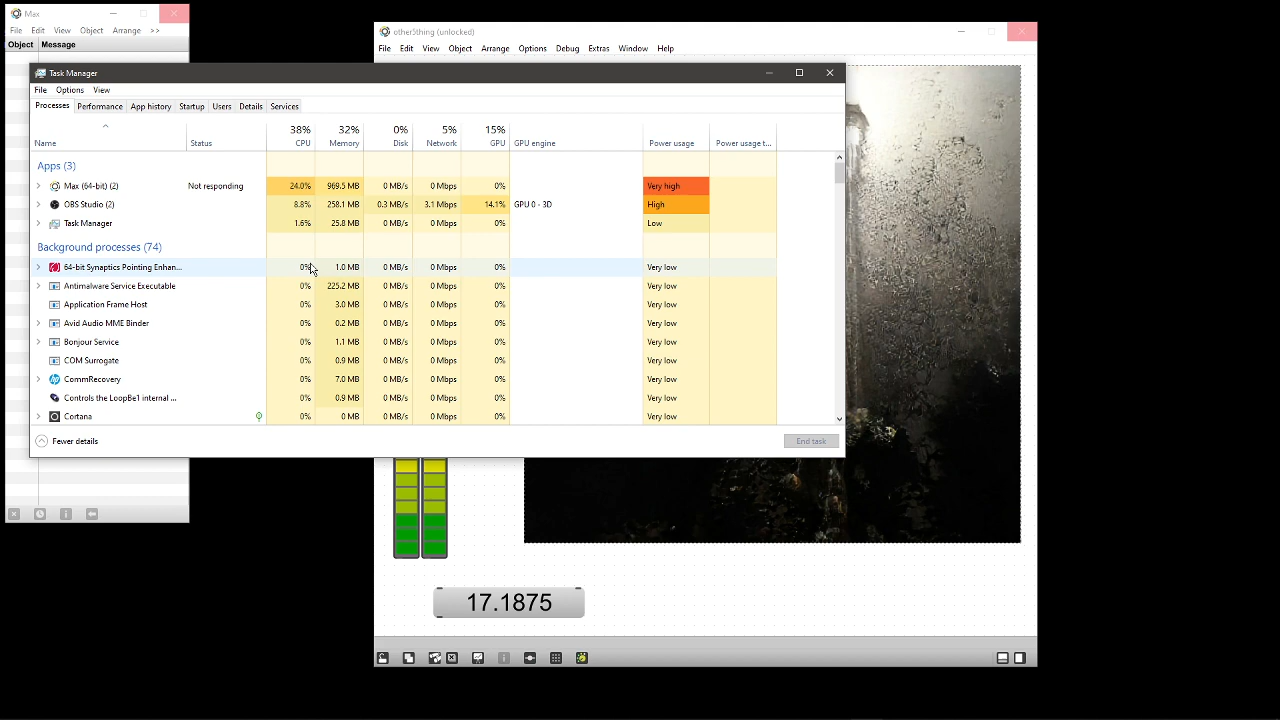 Max
File Edit View Object Arrange >>
Object Message
other5thing (unlocked)
File Edit View Object Arrange Options Debug Extras Window Help
Task Manager
File Options View
Processes Performance App history Startup Users Details Services
38% 32% 0% 5% 15%
Name Status CPU Memory Disk Network GPU GPU engine Power usage Power usage t...
Apps (3)
Max (64-bit) (2) Not responding 24.0% 969.5 MB 0 MB/s 0 Mbps 0% Very high
OBS Studio (2) 8.8% 258.1 MB 0.3 MB/s 3.1 Mbps 14.1% GPU 0 - 3D High
Task Manager 1.6% 25.8 MB 0 MB/s 0 Mbps 0% Low
Background processes (74)
64-bit Synaptics Pointing Enhan... 0% 1.0 MB 0 MB/s 0 Mbps 0% Very low
Antimalware Service Executable 0% 225.2 MB 0 MB/s 0 Mbps 0% Very low
Application Frame Host 0% 3.0 MB 0 MB/s 0 Mbps 0% Very low
Avid Audio MME Binder 0% 0.2 MB 0 MB/s 0 Mbps 0% Very low
Bonjour Service 0% 1.1 MB 0 MB/s 0 Mbps 0% Very low
COM Surrogate 0% 0.9 MB 0 MB/s 0 Mbps 0% Very low
CommRecovery 0% 7.0 MB 0 MB/s 0 Mbps 0% Very low
Controls the LoopBe1 internal ... 0% 0.9 MB 0 MB/s 0 Mbps 0% Very low
Cortana 0% 0 MB 0 MB/s 0 Mbps 0% Very low
Fewer details End task
17.1875